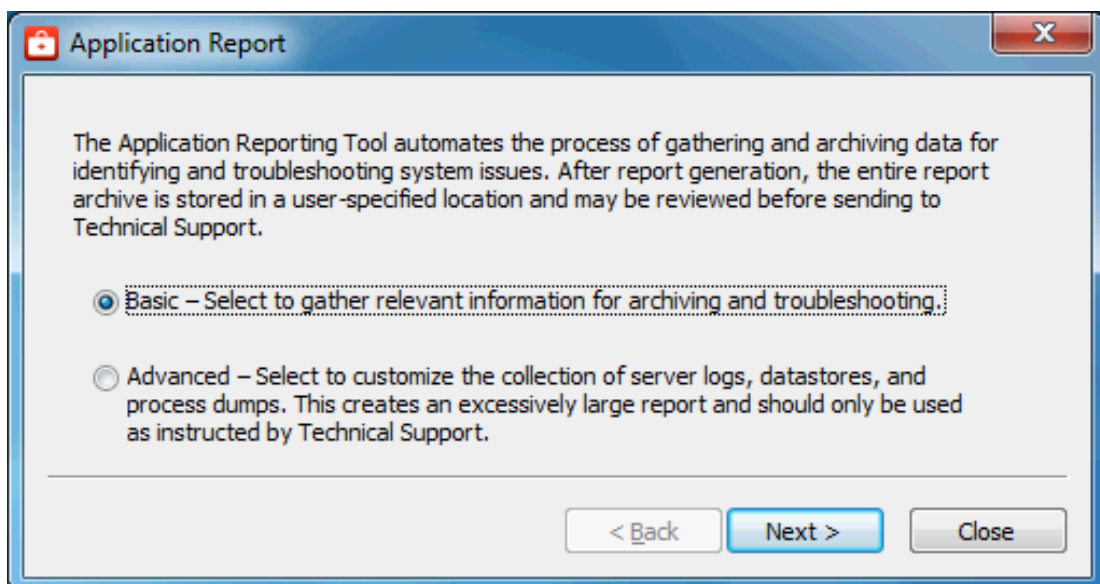 Application Report
The Application Reporting Tool automates the process of gathering and archiving data for
identifying and troubleshooting system issues. After report generation, the entire report
archive is stored in a user-specified location and may be reviewed before sending to
Technical Support.
Basic – Select to gather relevant information for archiving and troubleshooting.
Advanced – Select to customize the collection of server logs, datastores, and
process dumps. This creates an excessively large report and should only be used
as instructed by Technical Support.
< Back Next > Close